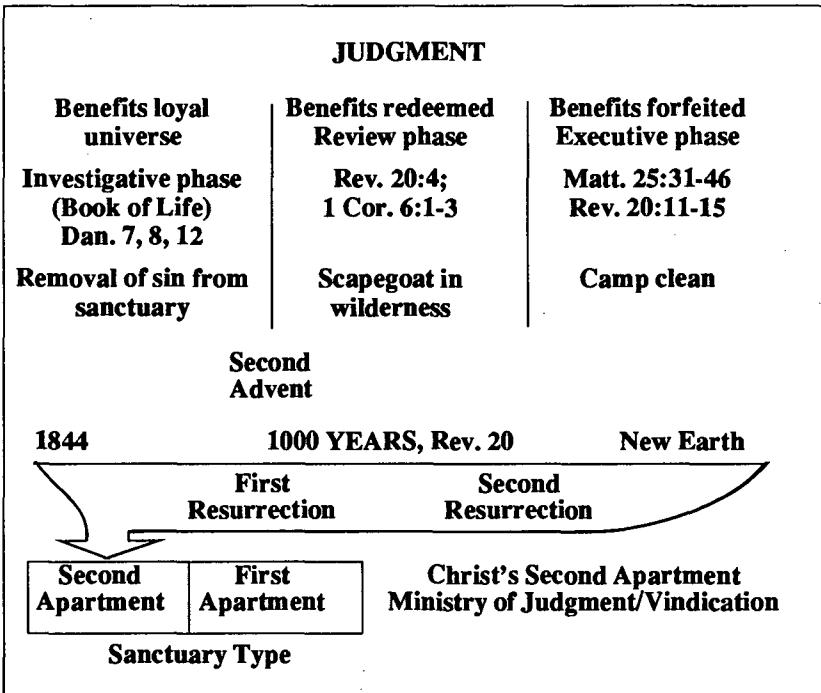 JUDGMENT
Benefits loyal
universe
Investigative phase
(Book of Life)
Dan. 7, 8, 12
Removal of sin from
sanctuary
Benefits redeemed
Review phase
Rev. 20:4;
1 Cor. 6:1-3
Scapegoat in
wilderness
Benefits forfeited
Executive phase
Matt. 25:31-46
Rev. 20:11-15
Camp clean
Second
Advent
1844 1000 YEARS, Rev. 20 New Earth
First
Resurrection
Second
Resurrection
Second
Apartment
First
Apartment
Christ's Second Apartment
Ministry of Judgment/Vindication
Sanctuary Type